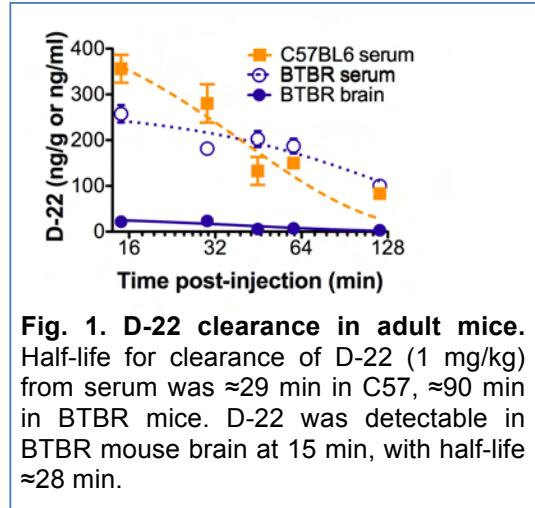 C57BL6 serum
BTBR serum
BTBR brain
400
300
200
100
0
D-22 (ng/g or ng/ml)
16 32 64 128
Time post-injection (min)
Fig. 1. D-22 clearance in adult mice.
Half-life for clearance of D-22 (1 mg/kg)
from serum was ≈29 min in C57, ≈90 min
in BTBR mice. D-22 was detectable in
BTBR mouse brain at 15 min, with half-life
≈28 min.